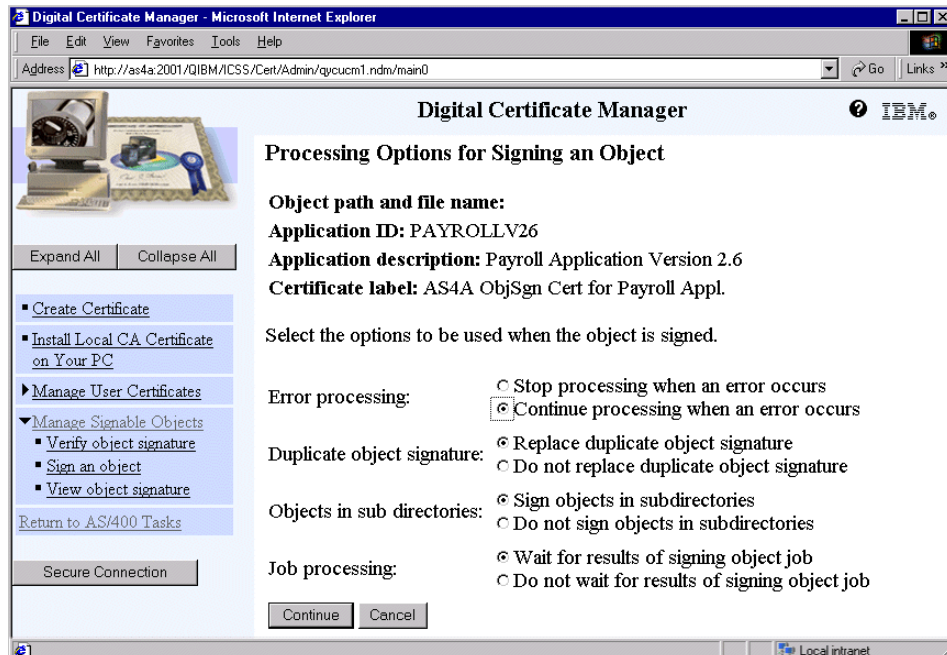 Digital Certificate Manager - Microsoft Internet Explorer
File Edit View Favorites Tools Help
Address http://as4a:2001/QIBM/ICSS/Cert/Admin/qycucm1.ndm/main0 Go Links »
Digital Certificate Manager
IBM®
Expand All Collapse All
Create Certificate
Install Local CA Certificate
on Your PC
Manage User Certificates
Manage Signable Objects
Verify object signature
Sign an object
View object signature
Return to AS/400 Tasks
Secure Connection
Processing Options for Signing an Object
Object path and file name:
Application ID: PAYROLLV26
Application description: Payroll Application Version 2.6
Certificate label: AS4A ObjSgn Cert for Payroll Appl.
Select the options to be used when the object is signed.
Error processing:
Stop processing when an error occurs
Continue processing when an error occurs
Duplicate object signature:
Replace duplicate object signature
Do not replace duplicate object signature
Objects in sub directories:
Sign objects in subdirectories
Do not sign objects in subdirectories
Job processing:
Wait for results of signing object job
Do not wait for results of signing object job
Continue Cancel
Local intranet